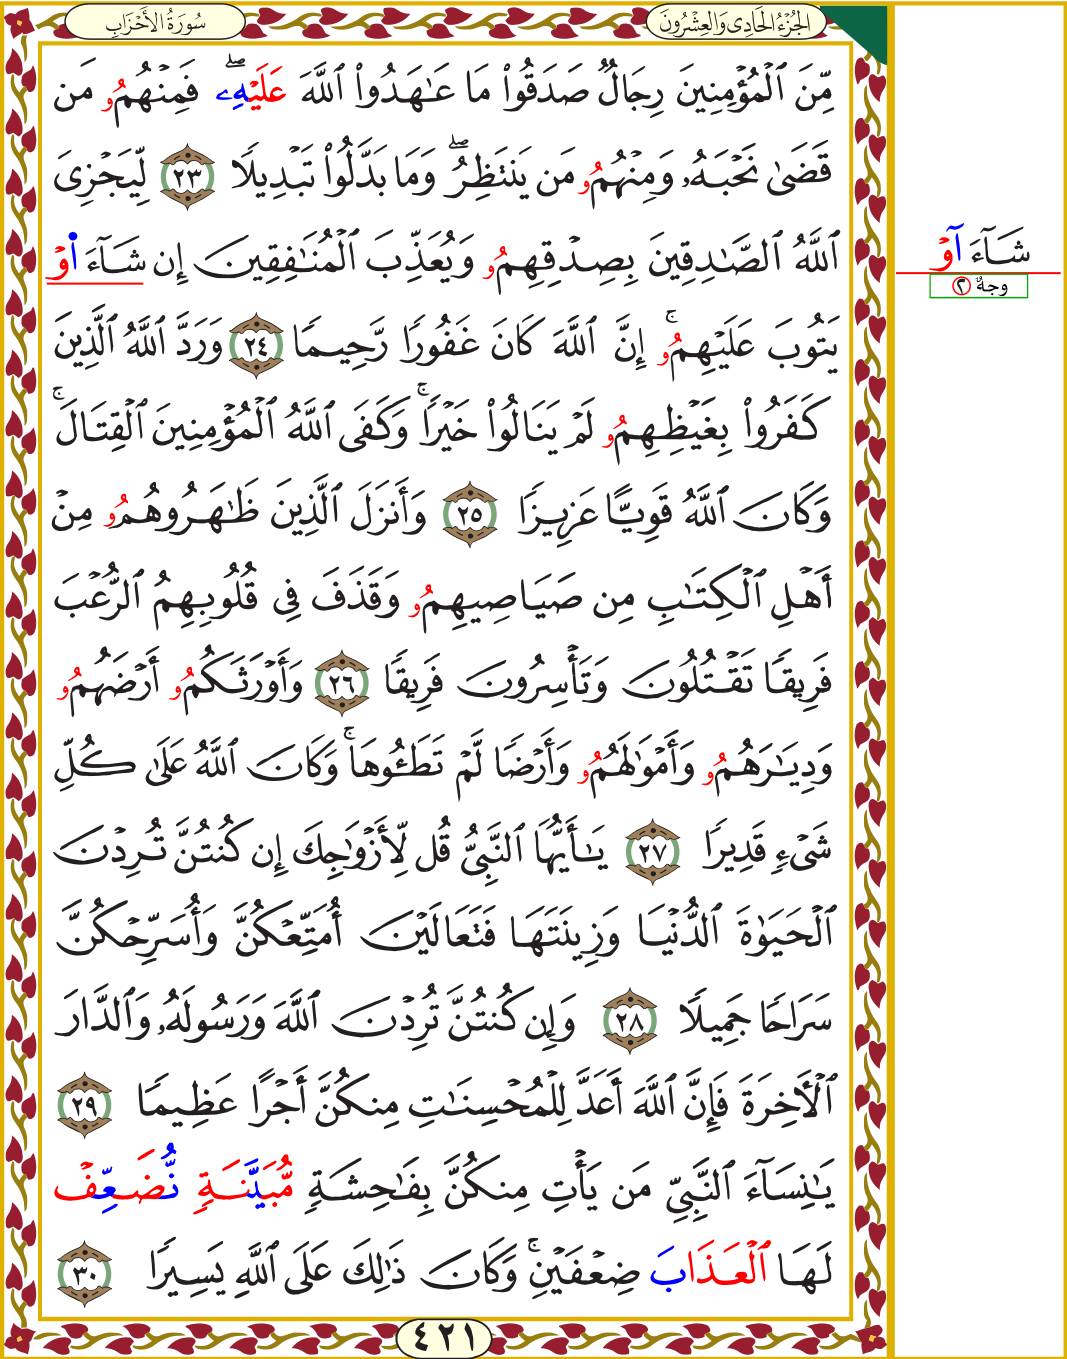 الجُزْءُ الحَادِى وَالعِشْرُونَ
سُورَةُ الأَحْزَابِ
مِّنَ ٱلْمُؤْمِنِينَ رِجَالٌ صَدَقُوا۟ مَا عَـٰهَدُوا۟ ٱللَّهَ عَلَيْهِۦ ۖ فَمِنْهُمُۥ مَن
قَضَىٰ نَحْبَهُۥ وَمِنْهُمُۥ مَن يَنتَظِرُ ۖ وَمَا بَدَّلُوا۟ تَبْدِيلًا ٢٣ لِّيَجْزِىَ
ٱللَّهُ ٱلصَّـٰدِقِينَ بِصِدْقِهِمُۥ وَيُعَذِّبَ ٱلْمُنَـٰفِقِينَ إِن شَآءَ اَ۬وْ
يَتُوبَ عَلَيْهِمُۥ ۚ إِنَّ ٱللَّهَ كَانَ غَفُورًا رَّحِيمًا ٢٤ وَرَدَّ ٱللَّهُ ٱلَّذِينَ
كَفَرُوا۟ بِغَيْظِهِمُۥ لَمْ يَنَالُوا۟ خَيْرًا ۚ وَكَفَى ٱللَّهُ ٱلْمُؤْمِنِينَ ٱلْقِتَالَ ۚ
وَكَانَ ٱللَّهُ قَوِيًّا عَزِيزًا ٢٥ وَأَنزَلَ ٱلَّذِينَ ظَـٰهَرُوهُمُۥ مِنْ
أَهْلِ ٱلْكِتَـٰبِ مِن صَيَاصِيهِمُۥ وَقَذَفَ فِى قُلُوبِهِمُ ٱلرُّعْبَ
فَرِيقًا تَقْتُلُونَ وَتَأْسِرُونَ فَرِيقًا ٢٦ وَأَوْرَثَكُمُۥ أَرْضَهُمُۥ
وَدِيَـٰرَهُمُۥ وَأَمْوَٰلَهُمُۥ وَأَرْضًا لَّمْ تَطَـُٔوهَا ۚ وَكَانَ ٱللَّهُ عَلَىٰ كُلِّ
شَىْءٍ قَدِيرًا ٢٧ يَـٰٓأَيُّهَا ٱلنَّبِىُّ قُل لِّأَزْوَٰجِكَ إِن كُنتُنَّ تُرِدْنَ
ٱلْحَيَوٰةَ ٱلدُّنْيَا وَزِينَتَهَا فَتَعَالَيْنَ أُمَتِّعْكُنَّ وَأُسَرِّحْكُنَّ
سَرَاحًا جَمِيلًا ٢٨ وَإِن كُنتُنَّ تُرِدْنَ ٱللَّهَ وَرَسُولَهُۥ وَٱلدَّارَ
ٱلْـَٔاخِرَةَ فَإِنَّ ٱللَّهَ أَعَدَّ لِلْمُحْسِنَـٰتِ مِنكُنَّ أَجْرًا عَظِيمًا ٢٩
يَـٰنِسَآءَ ٱلنَّبِىِّ مَن يَأْتِ مِنكُنَّ بِفَـٰحِشَةٍ مُّبَيَّنَةٍ نُّضَعِّفْ
لَهَا ٱلْعَذَابَ ضِعْفَيْنِ ۚ وَكَانَ ذَٰلِكَ عَلَى ٱللَّهِ يَسِيرًا ٣٠
٤٢١
شَآءَ آوْ
وجهٌ ٢